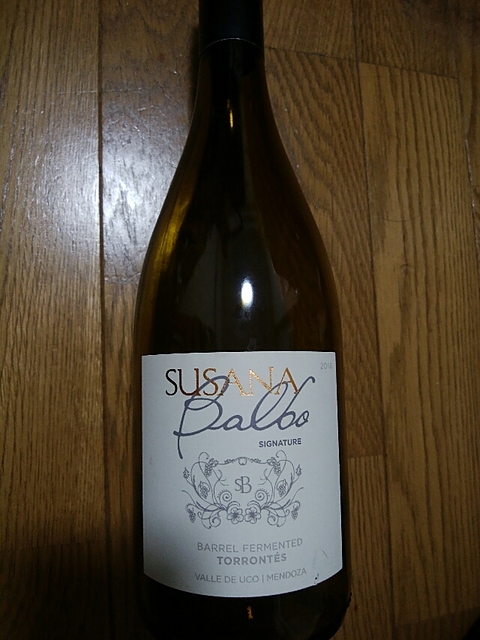 SUSANA
Balbo
SIGNATURE
SB
BARREL FERMENTED
TORRONTÉS
VALLE DE UCO | MENDOZA